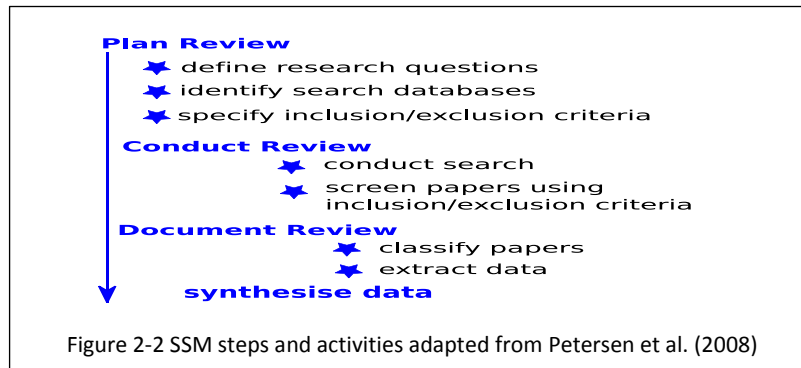 Plan Review
define research questions
identify search databases
specify inclusion/exclusion criteria
Conduct Review
conduct search
screen papers using
inclusion/exclusion criteria
Document Review
classify papers
extract data
synthesise data
Figure 2-2 SSM steps and activities adapted from Petersen et al. (2008)